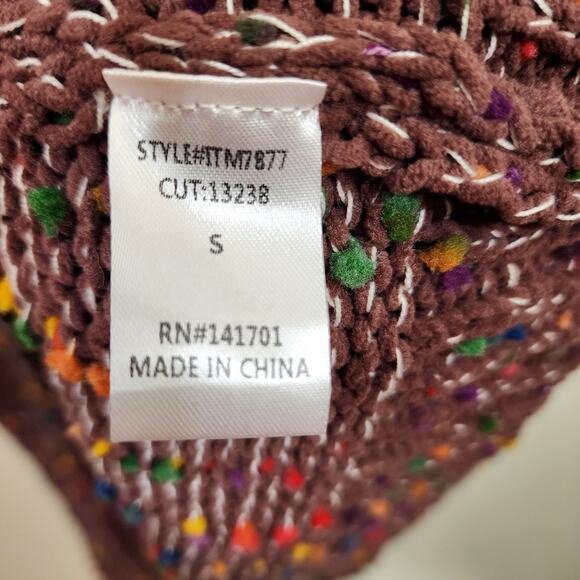 STYLE#ITM7877
CUT:13238
S
RN#141701
MADE IN CHINA